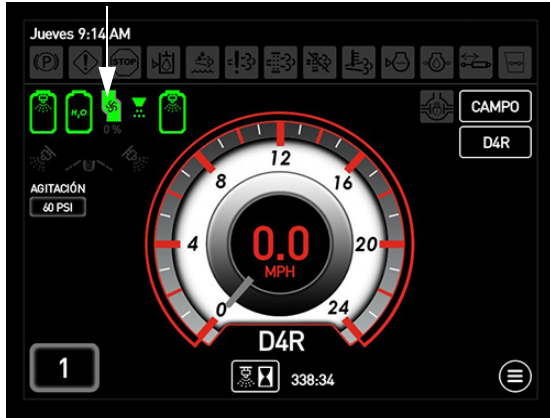 Jueves 9:14 AM
(P)
STOP
H₂O
0 %
CAMPO
D4R
AGITACIÓN
60 PSI
0
4
8
12
16
20
24
0.0
MPH
D4R
1
338:34